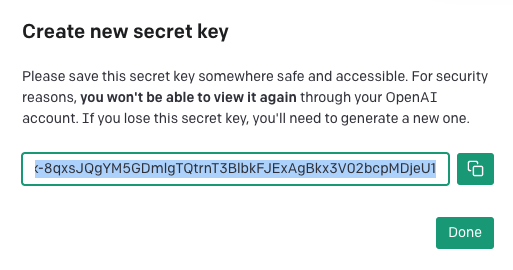 Create new secret key
Please save this secret key somewhere safe and accessible. For security
reasons, you won't be able to view it again through your OpenAI
account. If you lose this secret key, you'll need to generate a new one.
-8qxsJQgYM5GDmlgTQtrnT3BlbkFJExAgBkx3V02bcpMDjeU1
Done